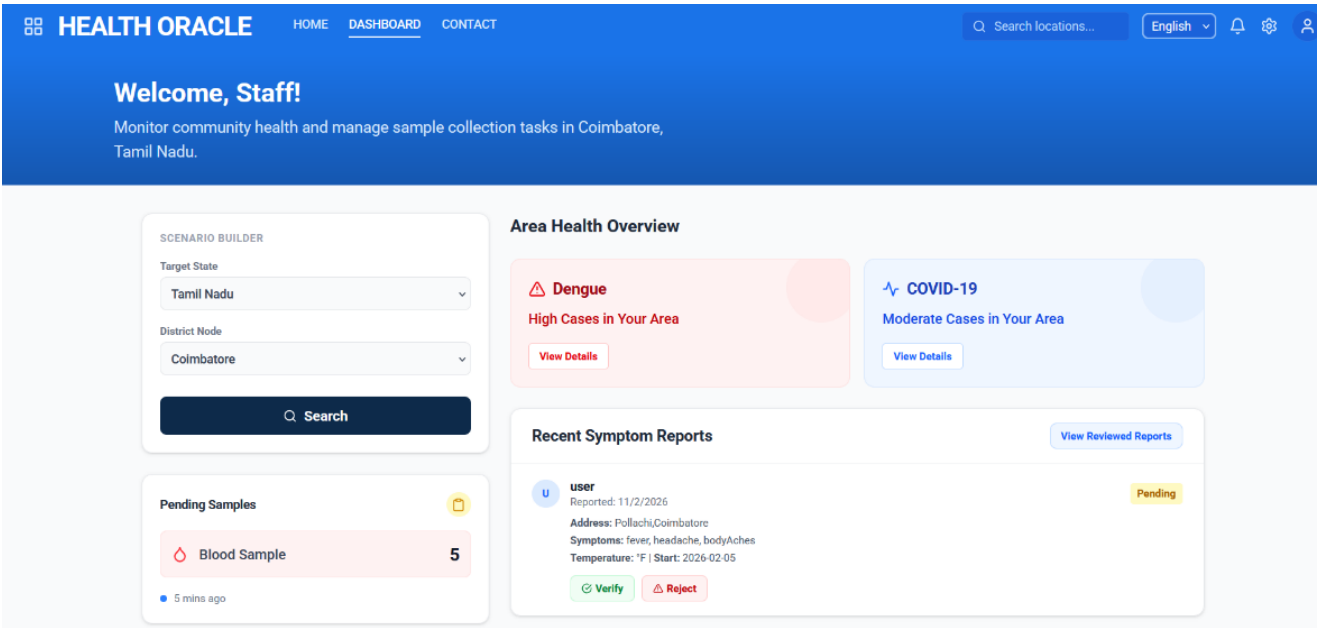 HEALTH ORACLE HOME DASHBOARD CONTACT Search locations... English
Welcome, Staff!
Monitor community health and manage sample collection tasks in Coimbatore,
Tamil Nadu.
SCENARIO BUILDER
Target State
Tamil Nadu
District Node
Coimbatore
Search
Pending Samples
Blood Sample 5
5 mins ago
Area Health Overview
Dengue
High Cases in Your Area
View Details
COVID-19
Moderate Cases in Your Area
View Details
Recent Symptom Reports View Reviewed Reports
U user Pending
Reported: 11/2/2026
Address: Pollachi,Coimbatore
Symptoms: fever, headache, bodyAches
Temperature: °F | Start: 2026-02-05
Verify Reject